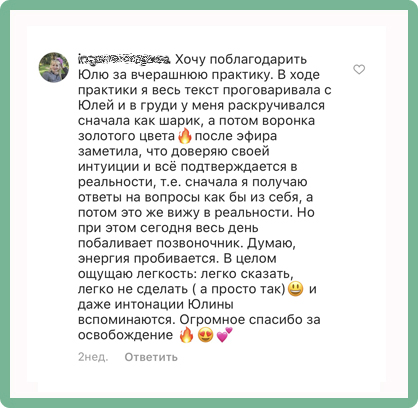 Хочу поблагодарить
Юлю за вчерашнюю практику. В ходе
практики я весь текст проговаривала с
Юлей и в груди у меня раскручивался
сначала как шарик, а потом воронка
золотого цвета🔥после эфира
заметила, что доверяю своей
интуиции и всё подтверждается в
реальности, т.е. сначала я получаю
ответы на вопросы как бы из себя, а
потом это же вижу в реальности. Но
при этом сегодня весь день
побаливает позвоночник. Думаю,
энергия пробивается. В целом
ощущаю легкость: легко сказать,
легко не сделать ( а просто так)😃 и
даже интонации Юлины
вспоминаются. Огромное спасибо за
освобождение 🔥😍💕
2нед. Ответить